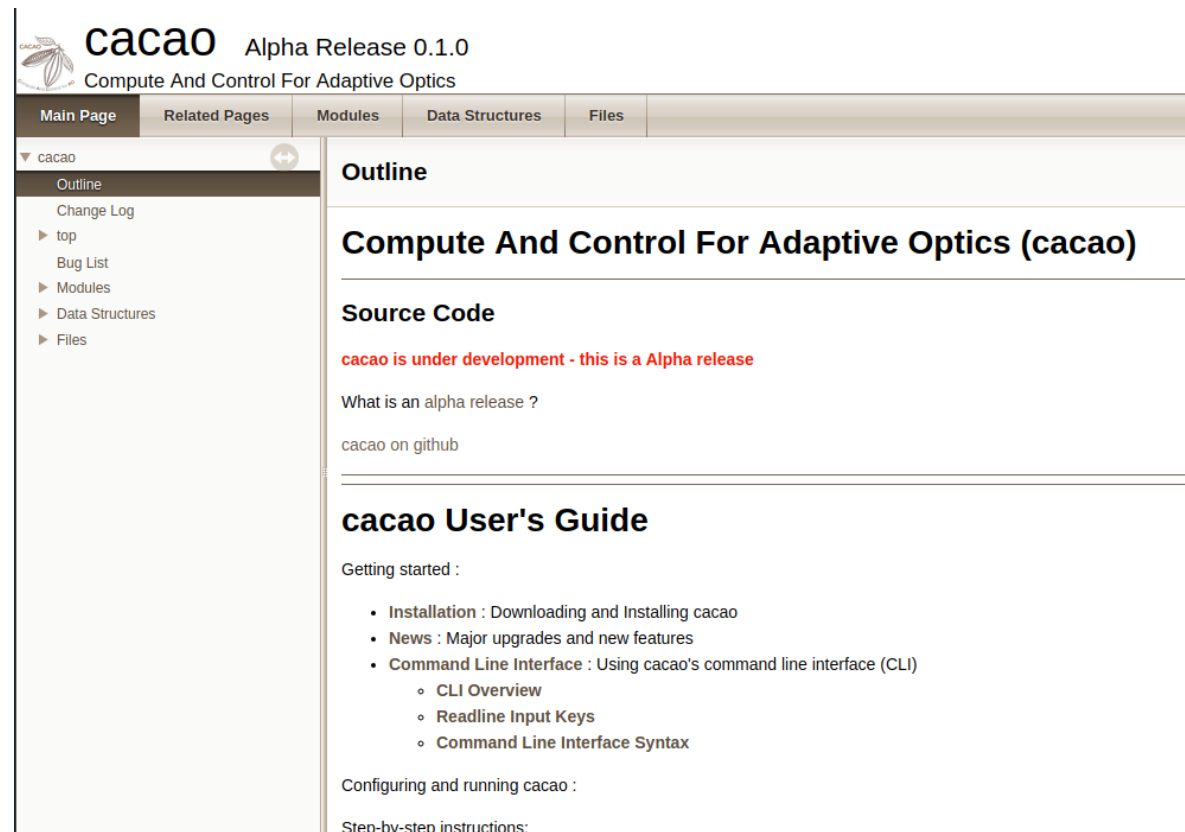 CACAO
cacao Alpha Release 0.1.0
Compute And Control For Adaptive Optics
Main Page Related Pages Modules Data Structures Files
cacao
Outline
Change Log
top
Bug List
Modules
Data Structures
Files
Outline
Compute And Control For Adaptive Optics (cacao)
Source Code
cacao is under development - this is a Alpha release
What is an alpha release ?
cacao on github
cacao User's Guide
Getting started :
• Installation : Downloading and Installing cacao
• News : Major upgrades and new features
• Command Line Interface : Using cacao's command line interface (CLI)
◦ CLI Overview
◦ Readline Input Keys
◦ Command Line Interface Syntax
Configuring and running cacao :
Step-by-step instructions: